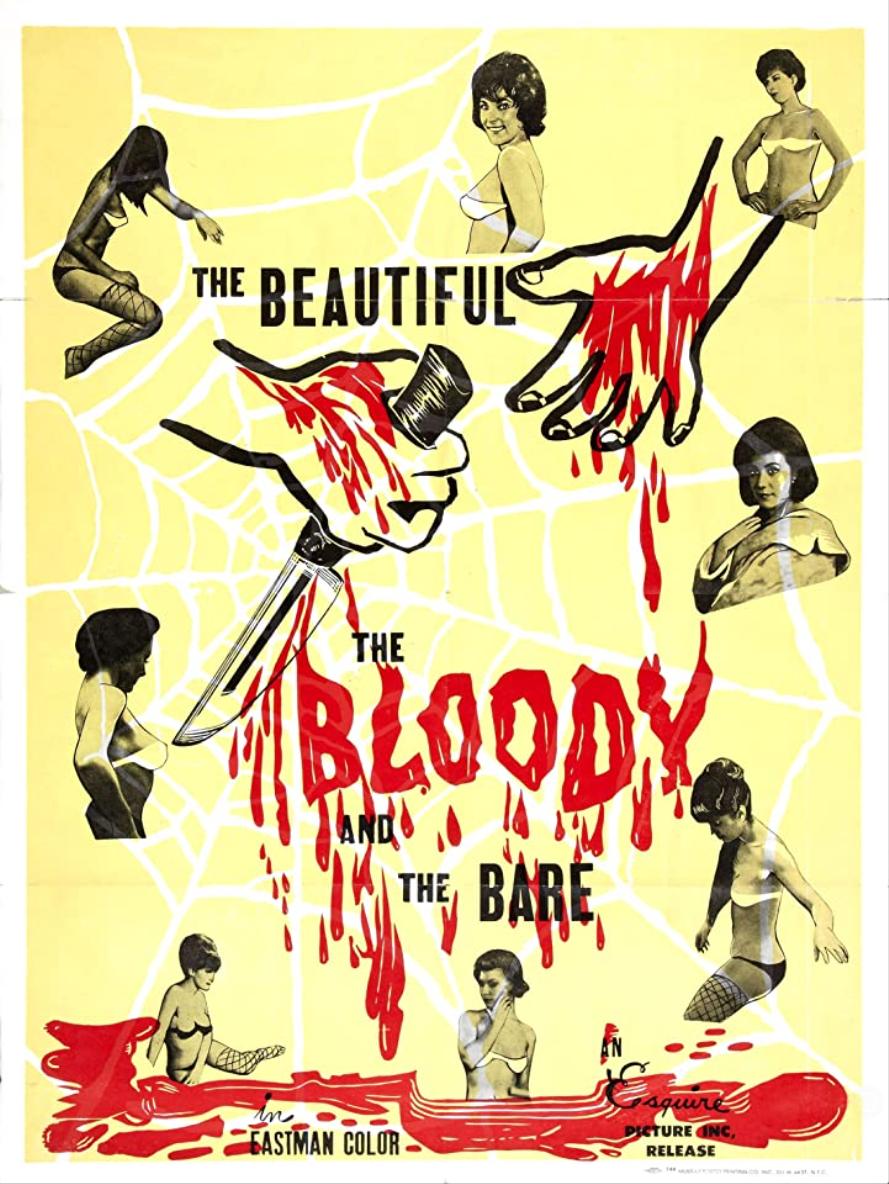 THE BEAUTIFUL
THE
BLOODY
AND
THE BARE
in
EASTMAN COLOR
AN
Esquire
PICTURE INC,
RELEASE